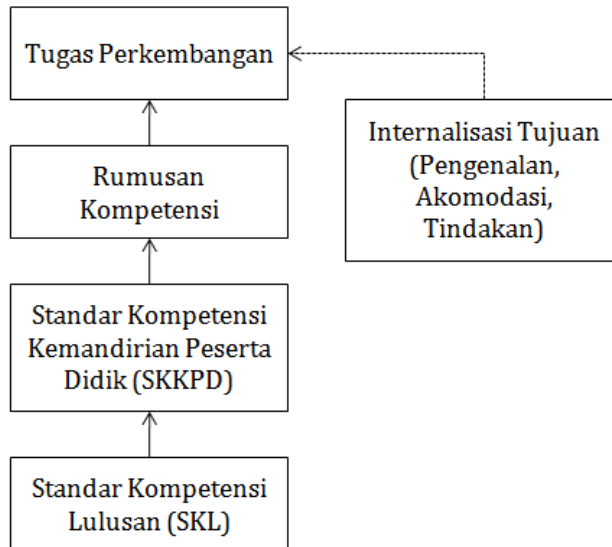 Tugas Perkembangan
Internalisasi Tujuan
(Pengenalan,
Akomodasi,
Tindakan)
Rumusan
Kompetensi
Standar Kompetensi
Kemandirian Peserta
Didik (SKKPD)
Standar Kompetensi
Lulusan (SKL)